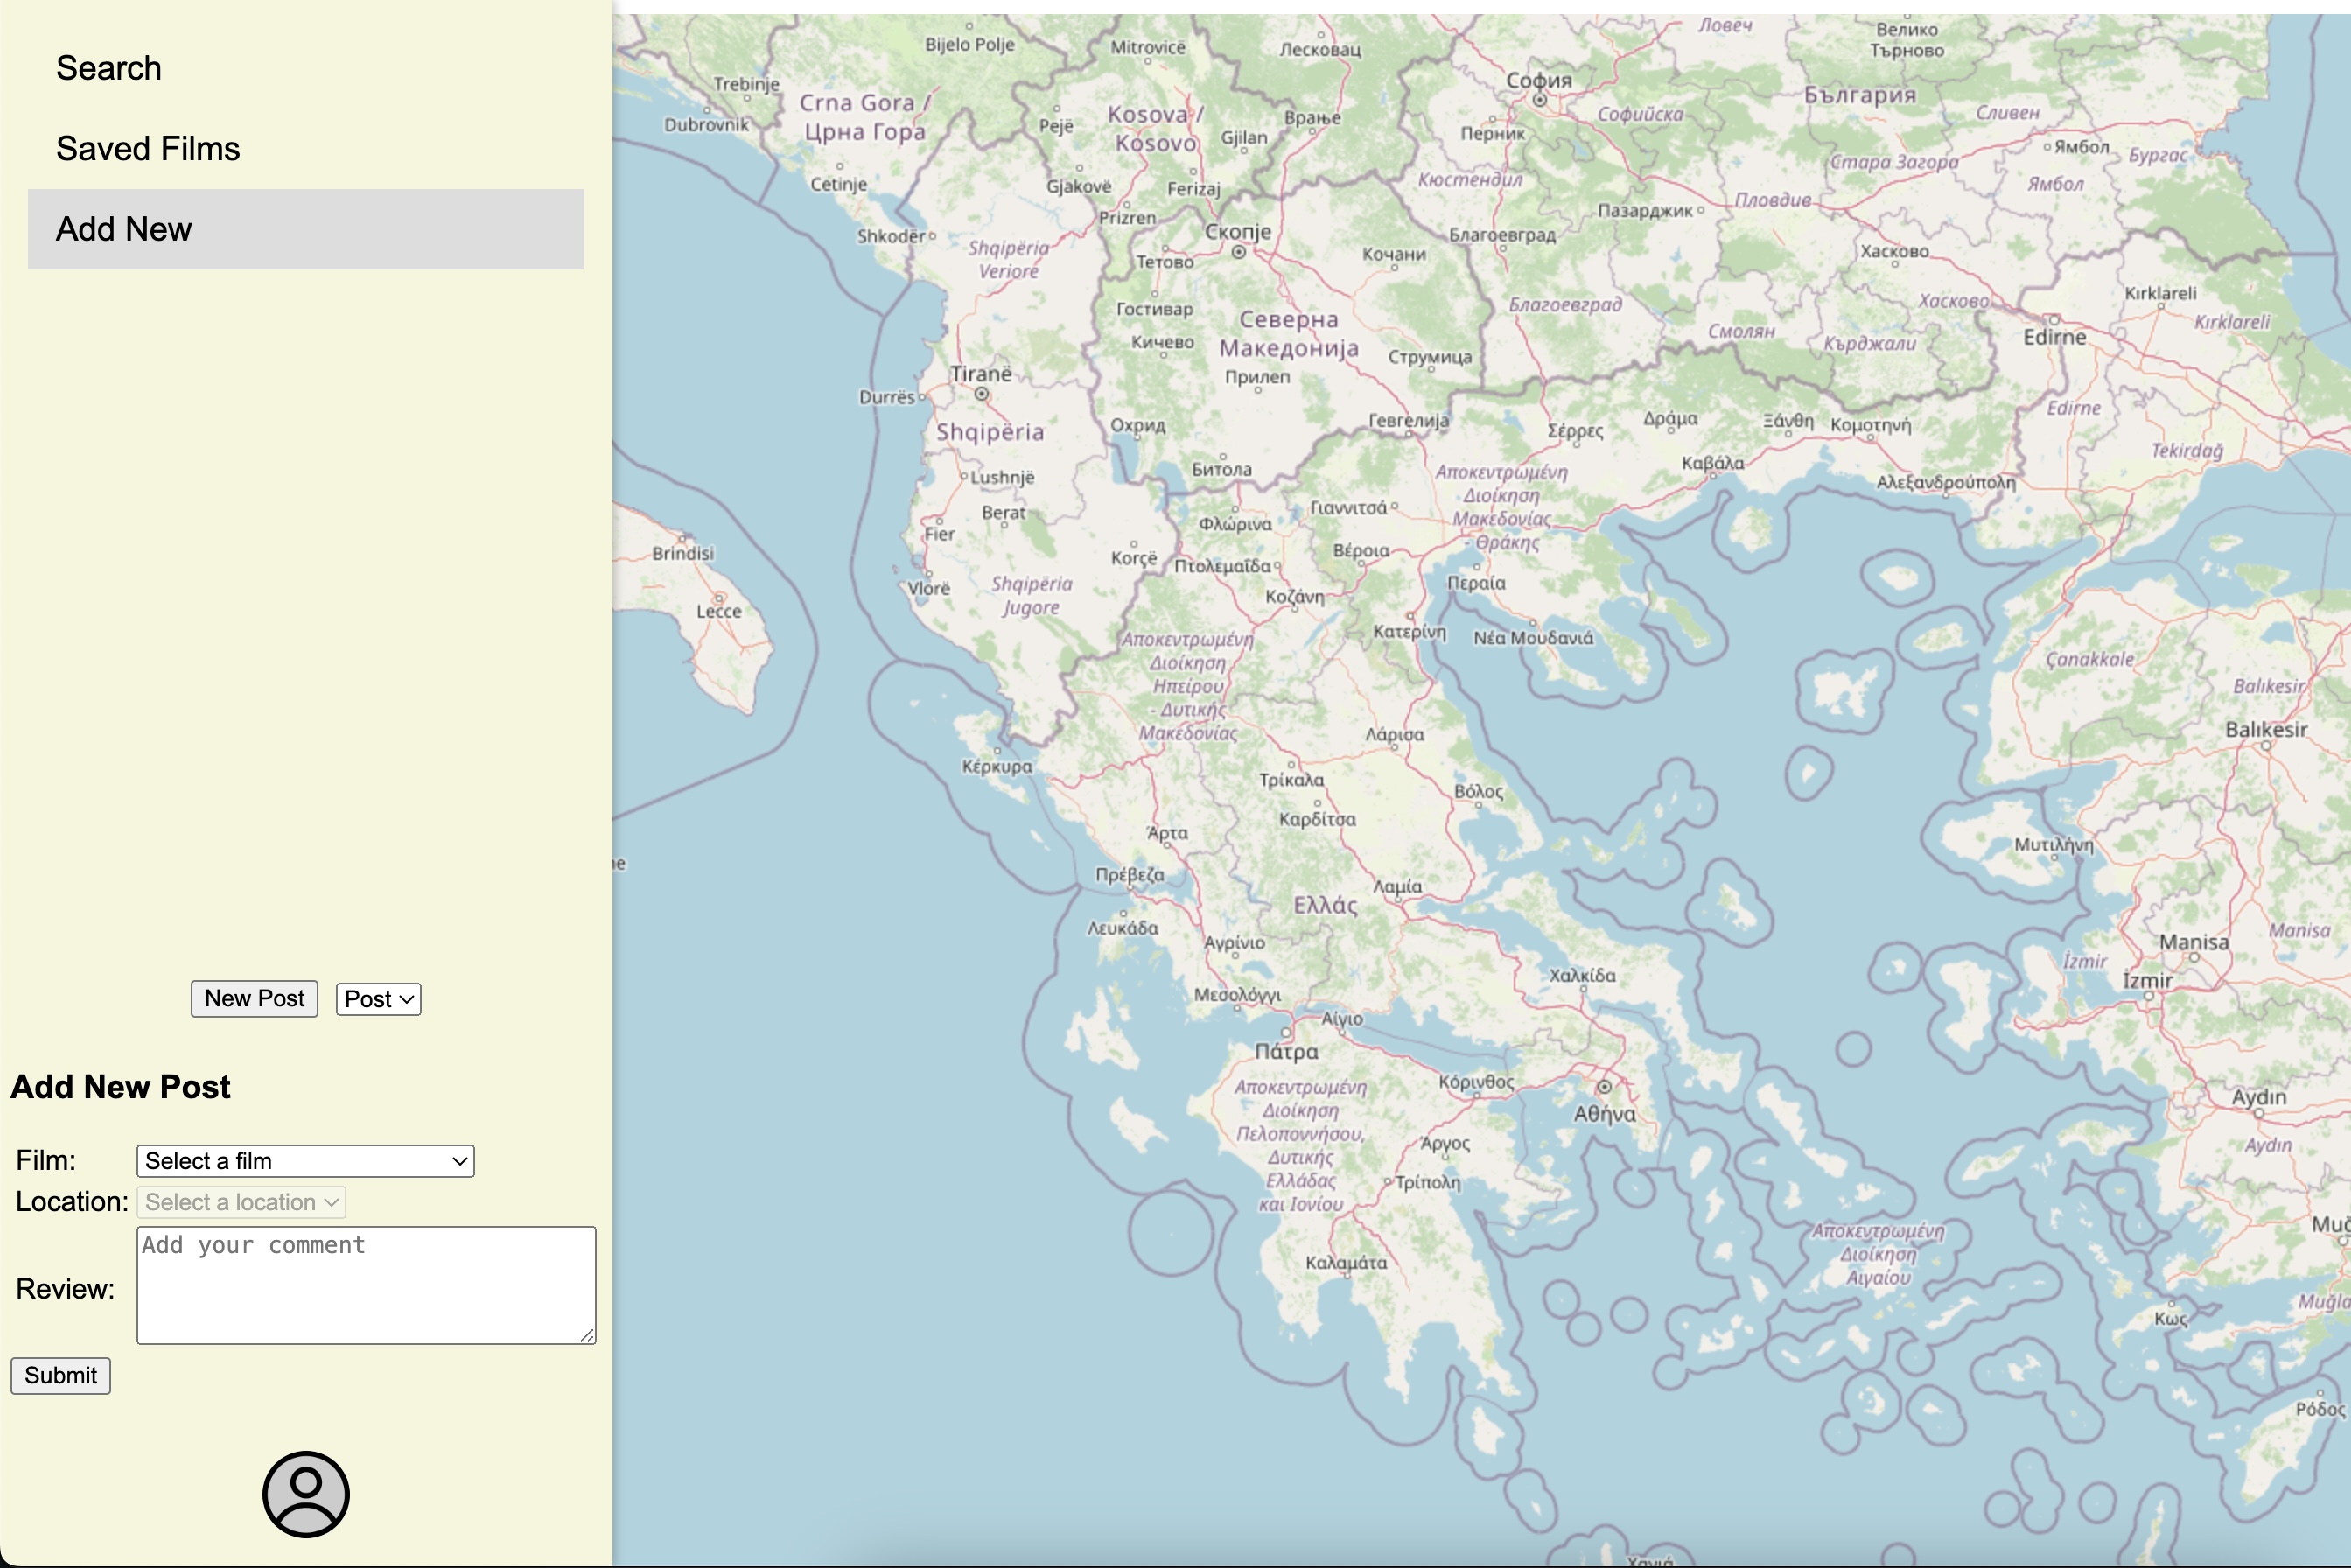 Search
Saved Films
Add New
New Post
Post
Add New Post
Film:
Select a film
Location:
Select a location
Review:
Add your comment
Submit
Bijelo Polje
Mitrovicë
Лесковац
Ловеч
Велико
Търново
Trebinje
Crna Gora /
Црна Гора
Dubrovnik
Pejë
Kosova /
Kosovo
Gjilan
Врање
София
Перник
Софийска
България
Сливен
Ямбол
Бургас
Cetinje
Gjakovë
Ferizaj
Кюстендил
Стара Загора
Ямбол
Prizren
Пазарджик
Пловдив
Shkodër
Shqipëria
Veriore
Скопје
Тетово
Кочани
Благоевград
Хасково
Гостивар
Северна
Македонија
Благоевград
Хасково
Kırklareli
Kırklareli
Кичево
Струмица
Смолян
Кърджали
Edirne
Tiranë
Прилеп
Durrës
Shqipëria
Охрид
Гевгелија
Σέρρες
Δράμα
Ξάνθη
Κομοτηνή
Edirne
Tekirdağ
Lushnjë
Битола
Αποκεντρωμένη
Διοίκηση
Μακεδονίας
- Θράκης
Καβάλα
Αλεξανδρούπολη
Berat
Fier
Φλώρινα
Γιαννιτσά
Brindisi
Korçë
Πτολεμαΐδα
Βέροια
Περαία
Vlorë
Shqipëria
Jugore
Κοζάνη
Lecce
Κατερίνη
Νέα Μουδανιά
Αποκεντρωμένη
Διοίκηση
Ηπείρου
- Δυτικής
Μακεδονίας
Çanakkale
Balıkesir
Balıkesir
Λάρισα
Κέρκυρα
Τρίκαλα
Βόλος
Καρδίτσα
Άρτα
Μυτιλήνη
Πρέβεζα
Λαμία
Ελλάς
Λευκάδα
Αγρίνιο
Manisa
Manisa
Χαλκίδα
İzmir
İzmir
Μεσολόγγι
Αίγιο
Πάτρα
Αποκεντρωμένη
Διοίκηση
Πελοποννήσου,
Δυτικής
Ελλάδας
και Ιονίου
Κόρινθος
Αθήνα
Aydın
Aydın
Άργος
Τρίπολη
Καλαμάτα
Αποκεντρωμένη
Διοίκηση
Αιγαίου
Κως
Ρόδος